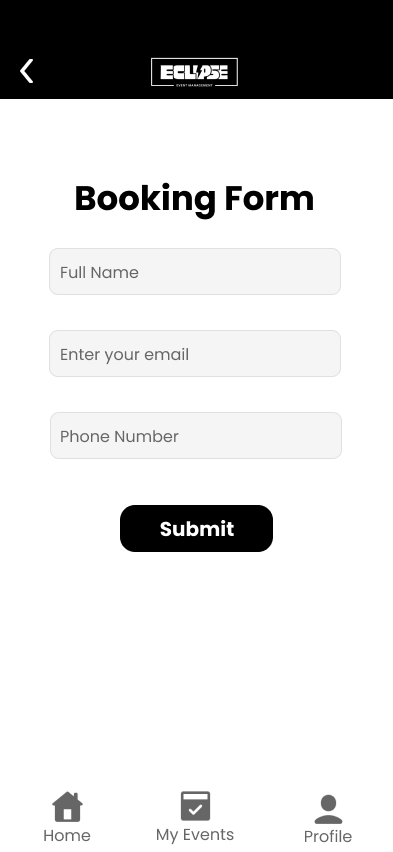 ECLIPSE
EVENT MANAGEMENT
Booking Form
Full Name
Enter your email
Phone Number
Submit
Home
My Events
Profile